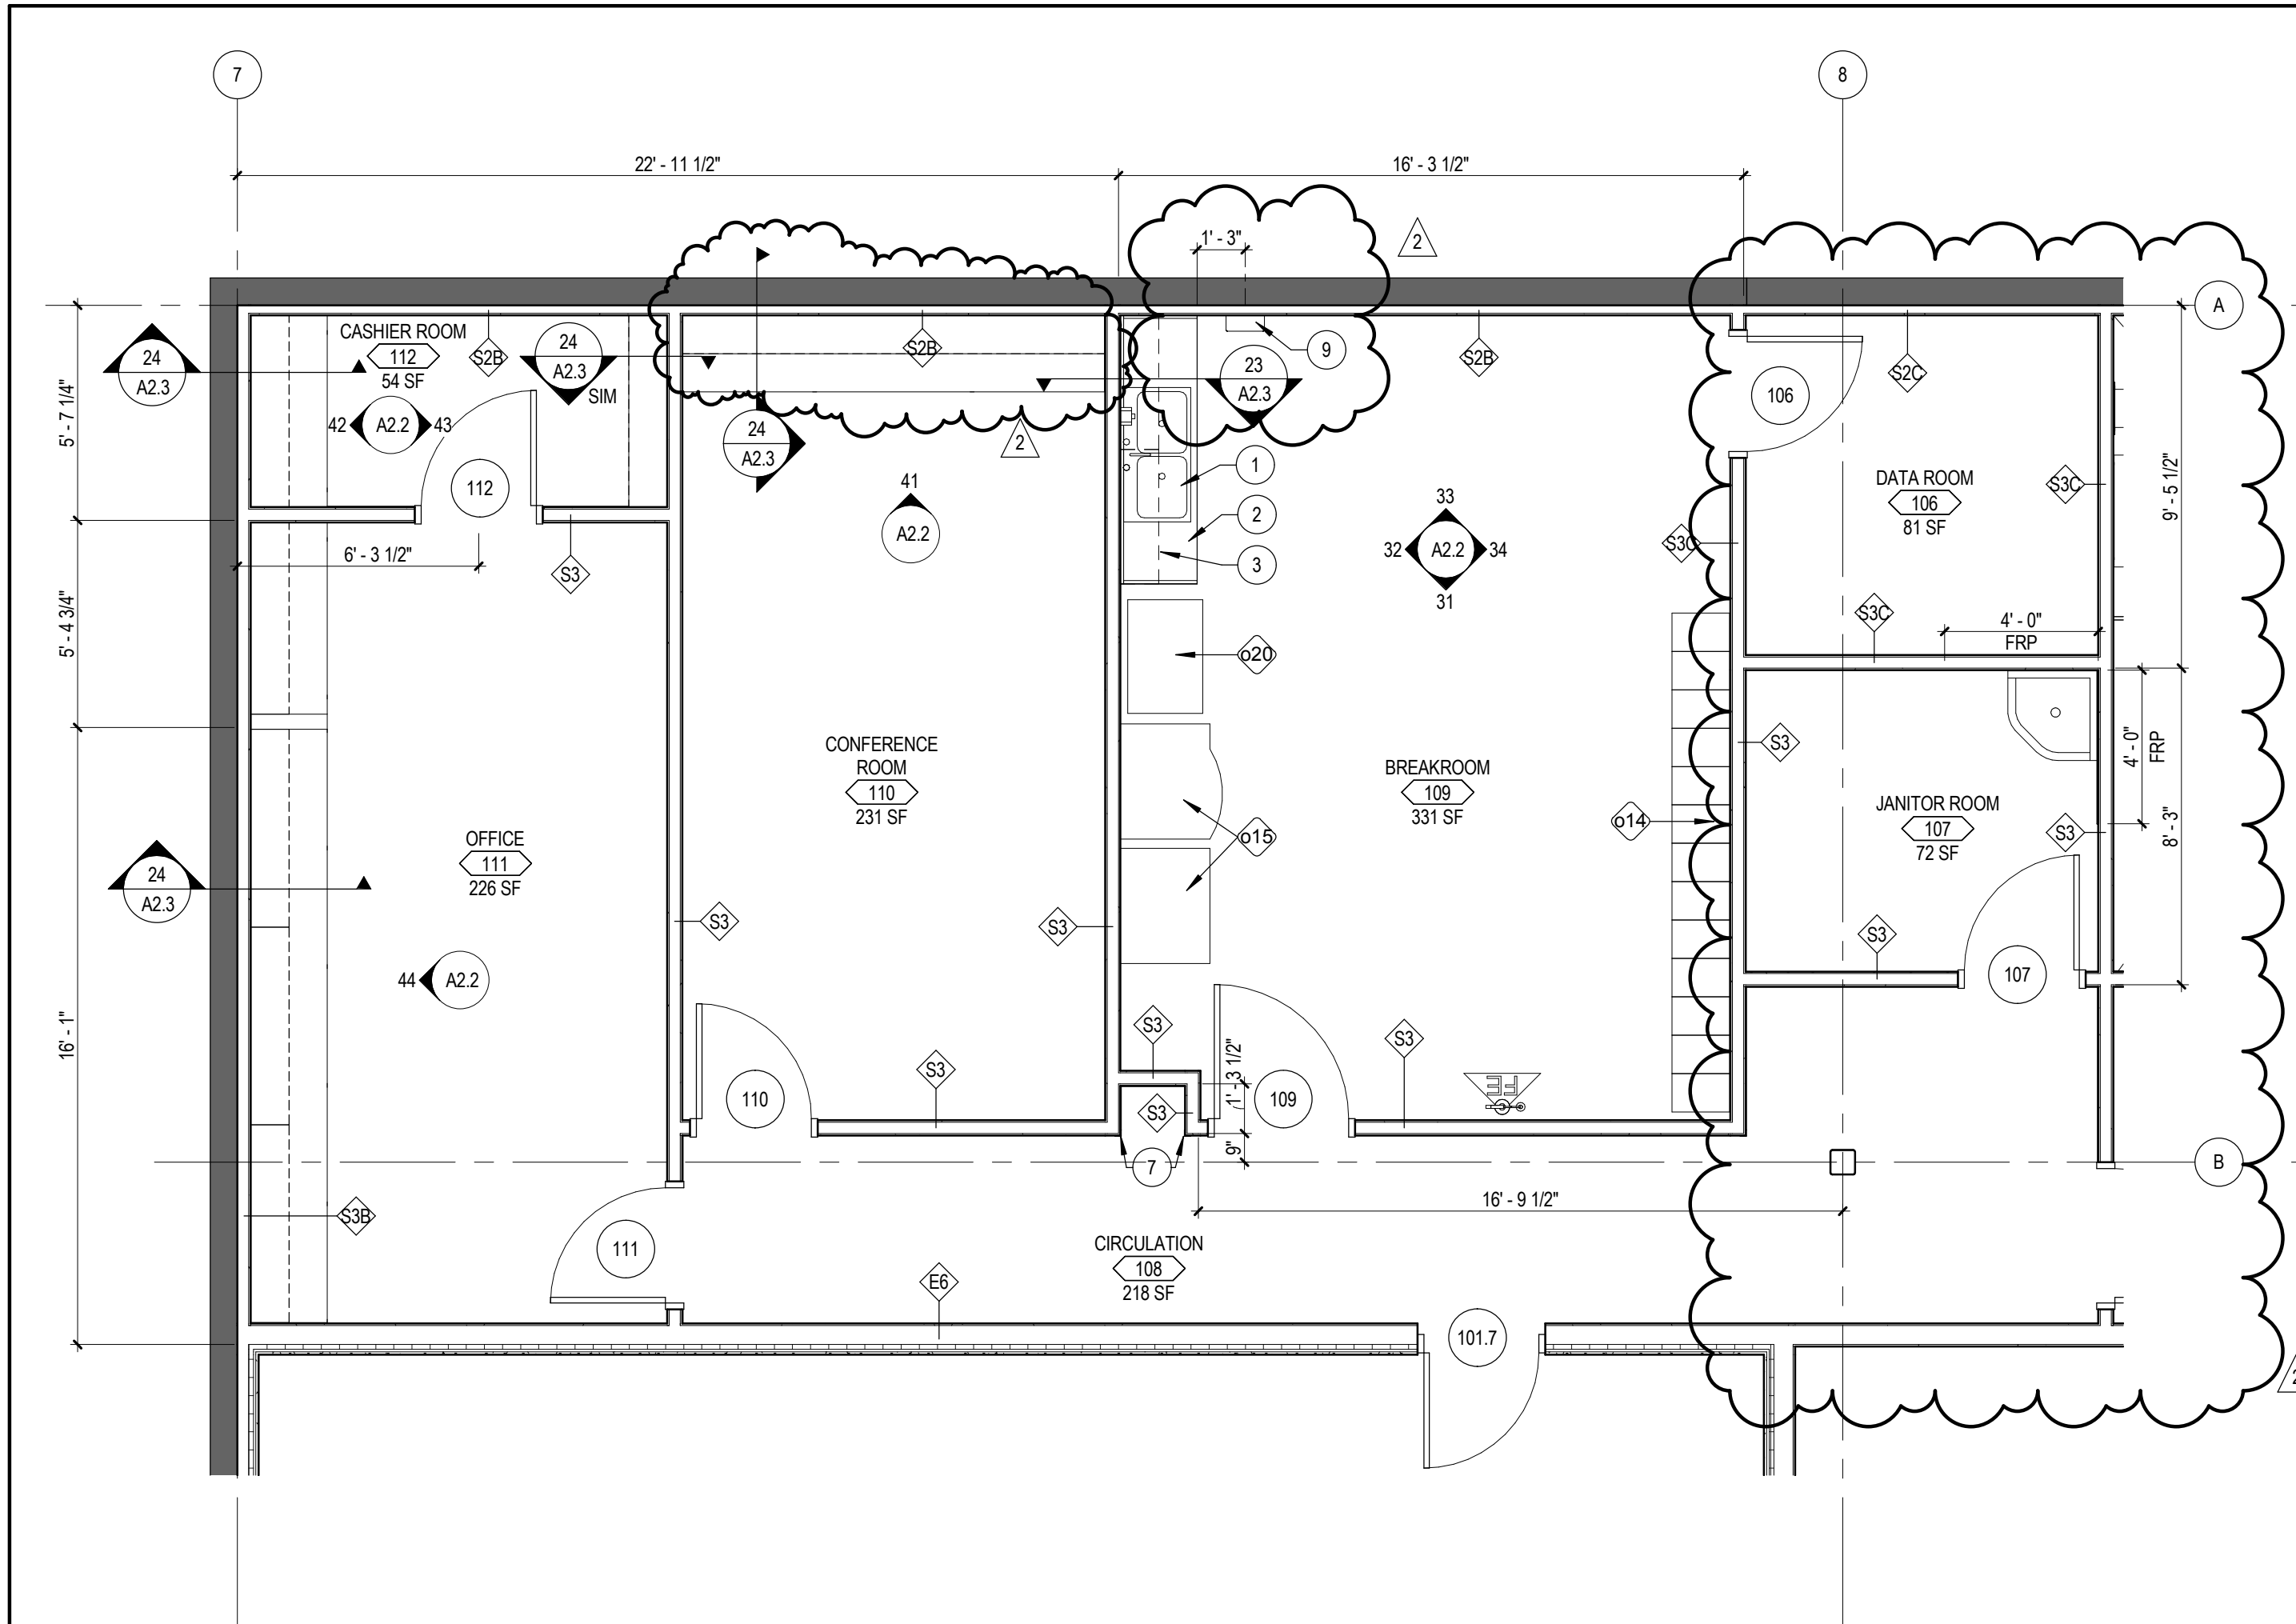 7
8
22' - 11 1/2"
16' - 3 1/2"
1' - 3"
2
A
CASHIER ROOM
112
54 SF
24
A2.3
S2B
24
A2.3
SIM
S2B
9
23
A2.3
S2B
S2C
106
5' - 7 1/4"
42
A2.2
43
24
A2.3
2
112
41
A2.2
1
2
3
33
32
A2.2
34
31
S3C
DATA ROOM
106
81 SF
S3C
9' - 5 1/2"
6' - 3 1/2"
S3
5' - 4 3/4"
S3C
4' - 0"
FRP
o20
CONFERENCE
ROOM
110
231 SF
BREAKROOM
109
331 SF
S3
4' - 0"
FRP
JANITOR ROOM
107
72 SF
S3
8' - 3"
o15
o14
OFFICE
111
226 SF
24
A2.3
S3
S3
S3
44
A2.2
107
16' - 1"
S3
S3
S3
1' - 3 1/2"
110
S3
109
FE
9"
7
B
16' - 9 1/2"
S3B
111
CIRCULATION
108
218 SF
E6
101.7
2